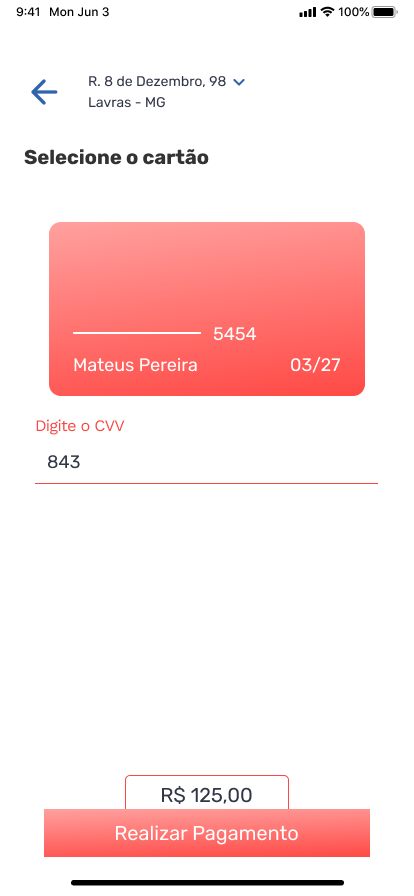 9:41 Mon Jun 3 100%
R. 8 de Dezembro, 98
Lavras - MG
Selecione o cartão
5454
Mateus Pereira 03/27
Digite o CVV
843
R$ 125,00
Realizar Pagamento